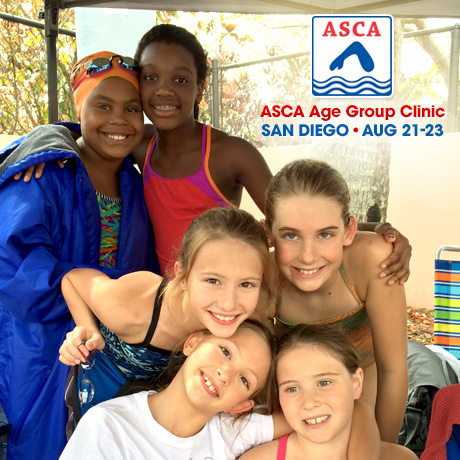 ASCA
ASCA Age Group Clinic
SAN DIEGO • AUG 21-23